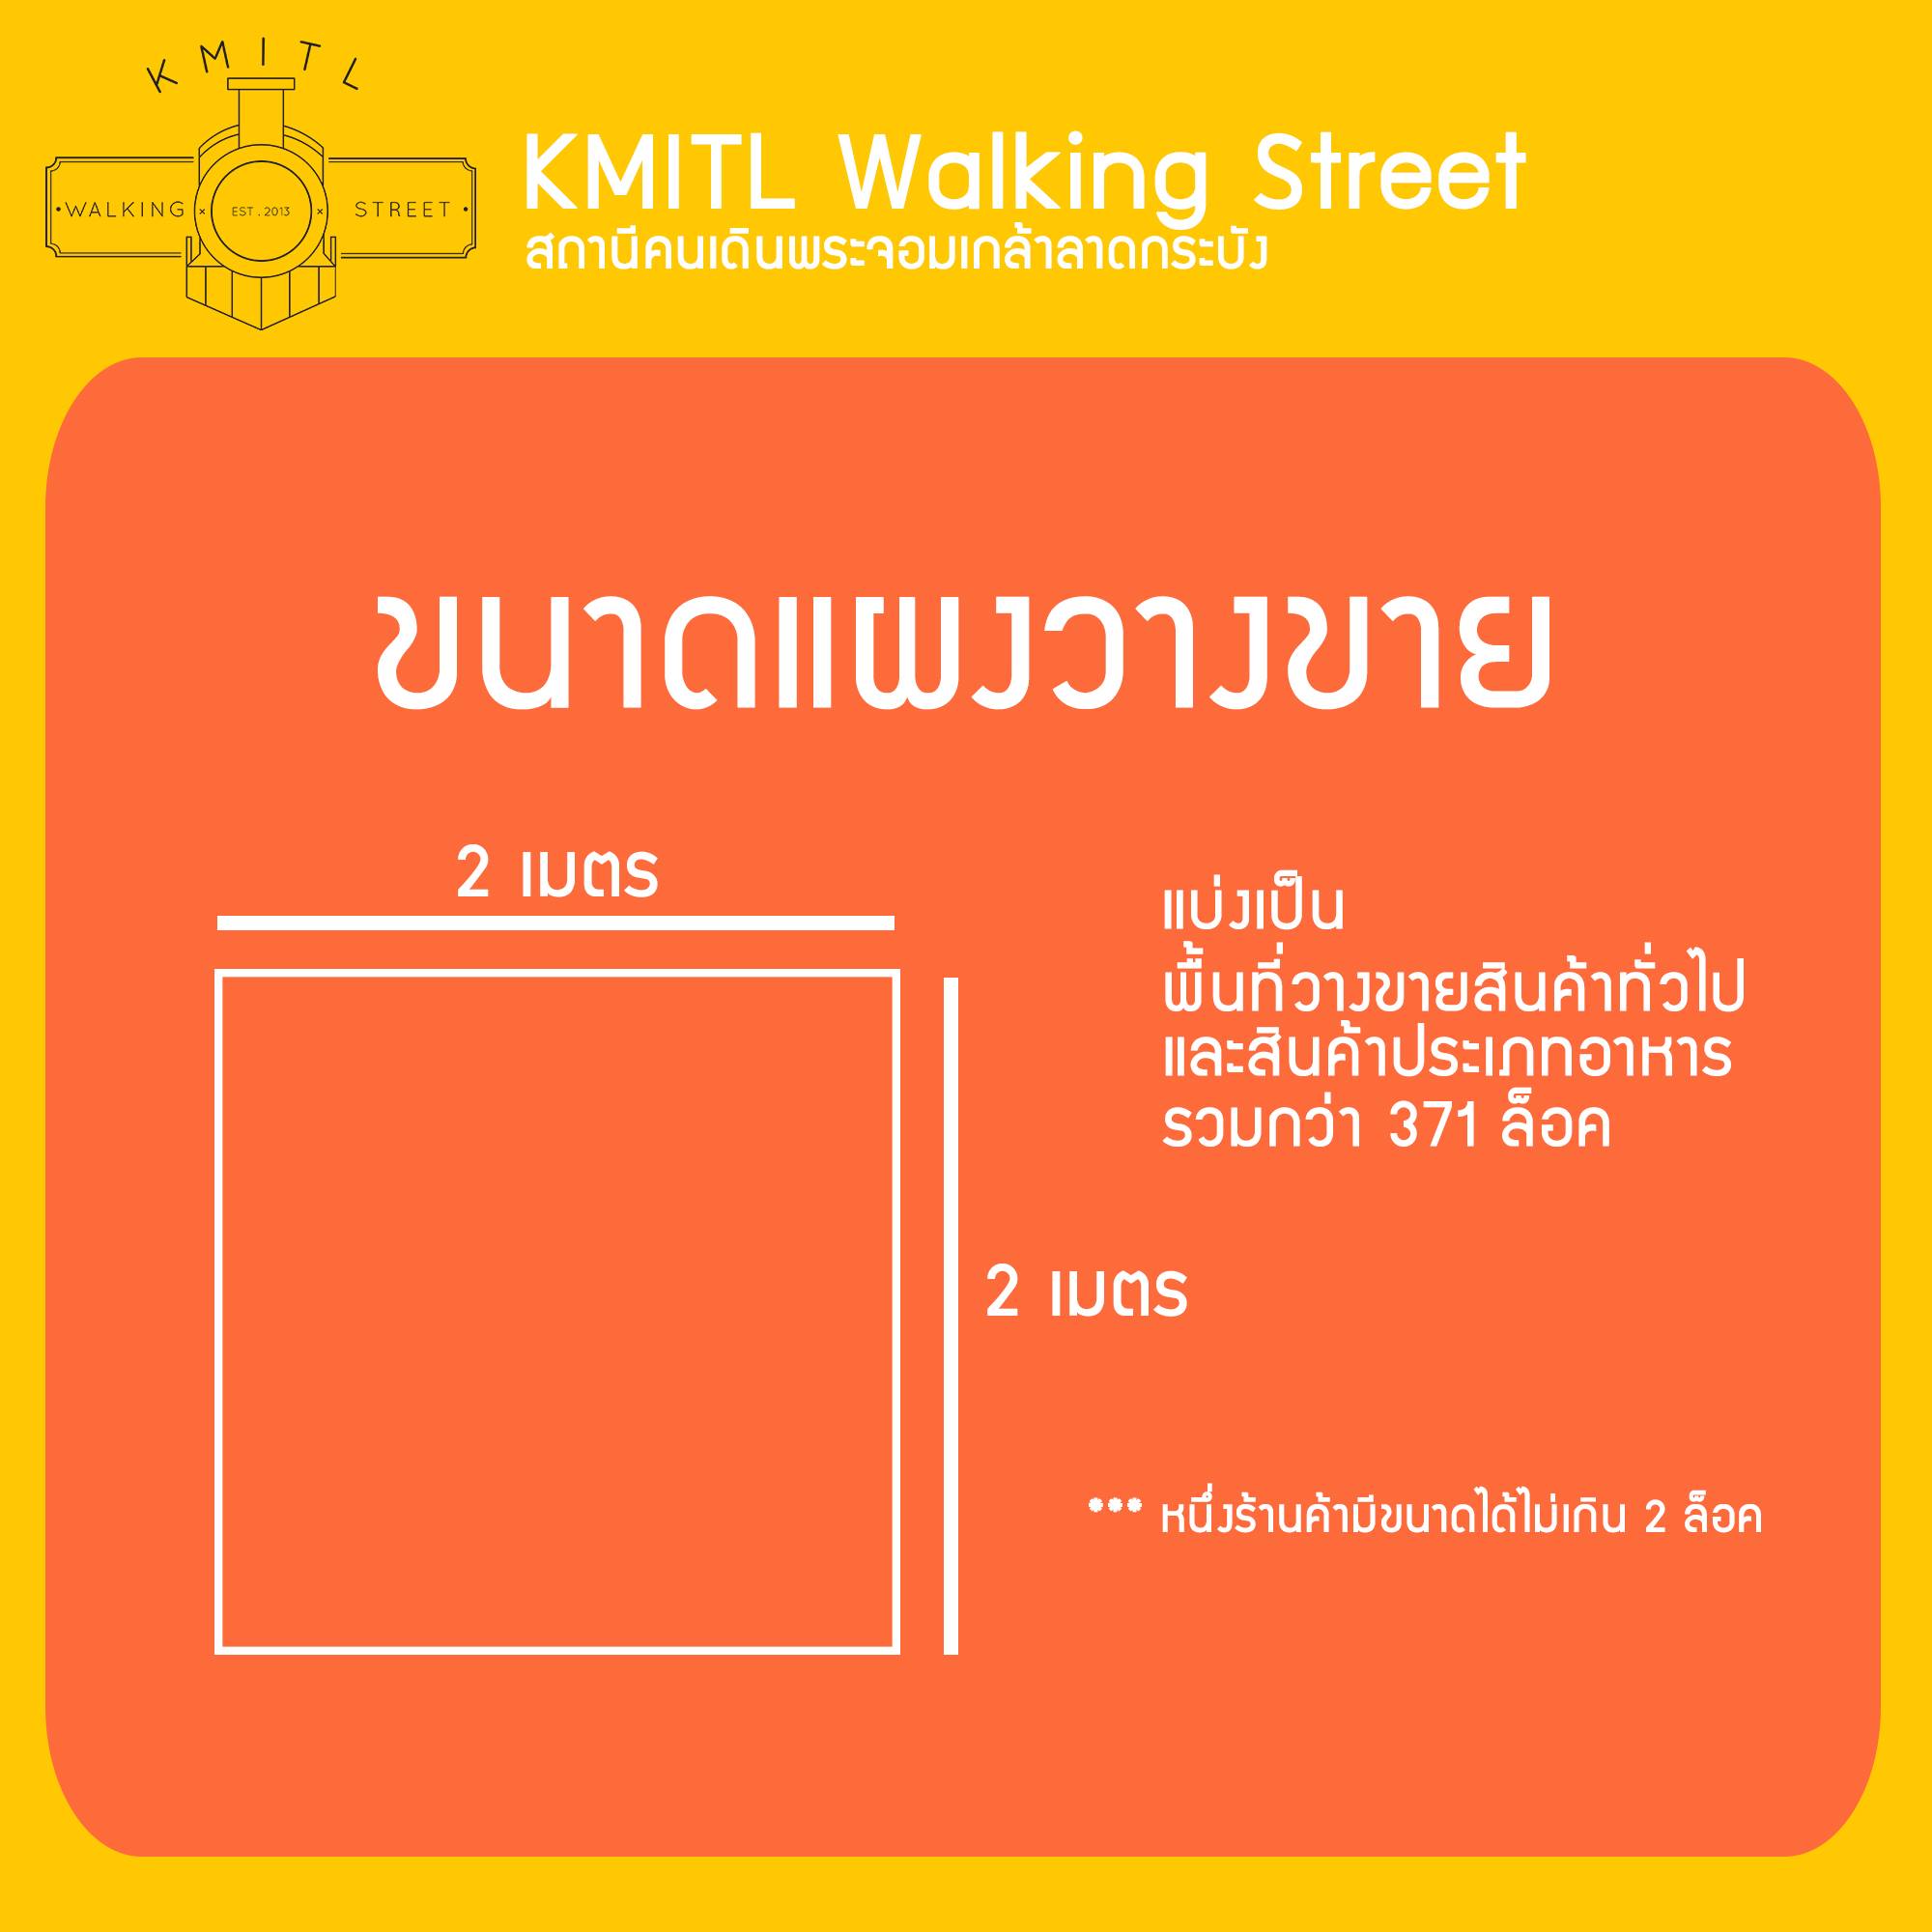 KMITL
WALKING
EST . 2013
STREET
KMITL Walking Street
สถานีคนเดินพระจอมเกล้าลาดกระบัง
ขนาดแผงวางขาย
2 เมตร
แบ่งเป็น
พื้นที่วางขายสินค้าทั่วไป
และสินค้าประเภทอาหาร
รวมกว่า 371 ล็อค
2 เมตร
*** หนึ่งร้านค้ามีขนาดได้ไม่เกิน 2 ล็อค